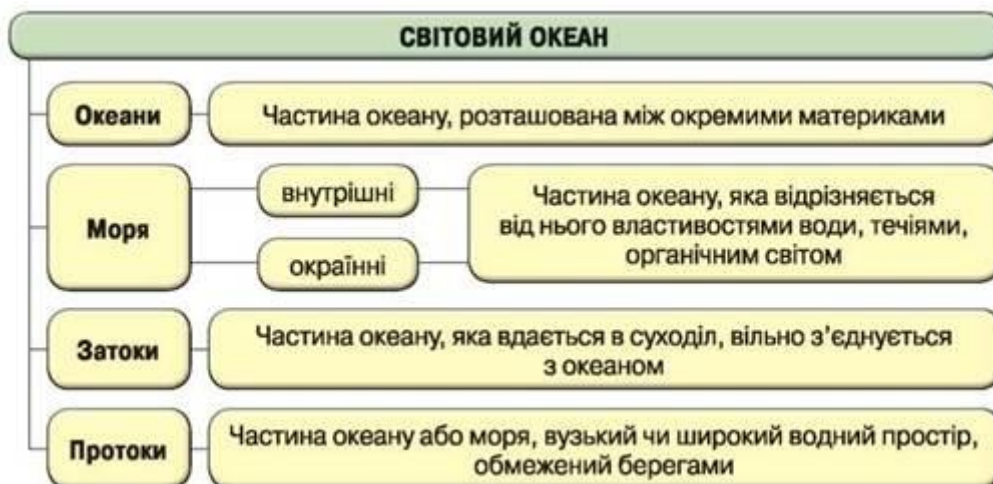 СВІТОВИЙ ОКЕАН
Океани
Частина океану, розташована між окремими материками
Моря
внутрішні
окраїнні
Частина океану, яка відрізняється
від нього властивостями води, течіями,
органічним світом
Затоки
Частина океану, яка вдається в суходіл, вільно з’єднується
з океаном
Протоки
Частина океану або моря, вузький чи широкий водний простір,
обмежений берегами